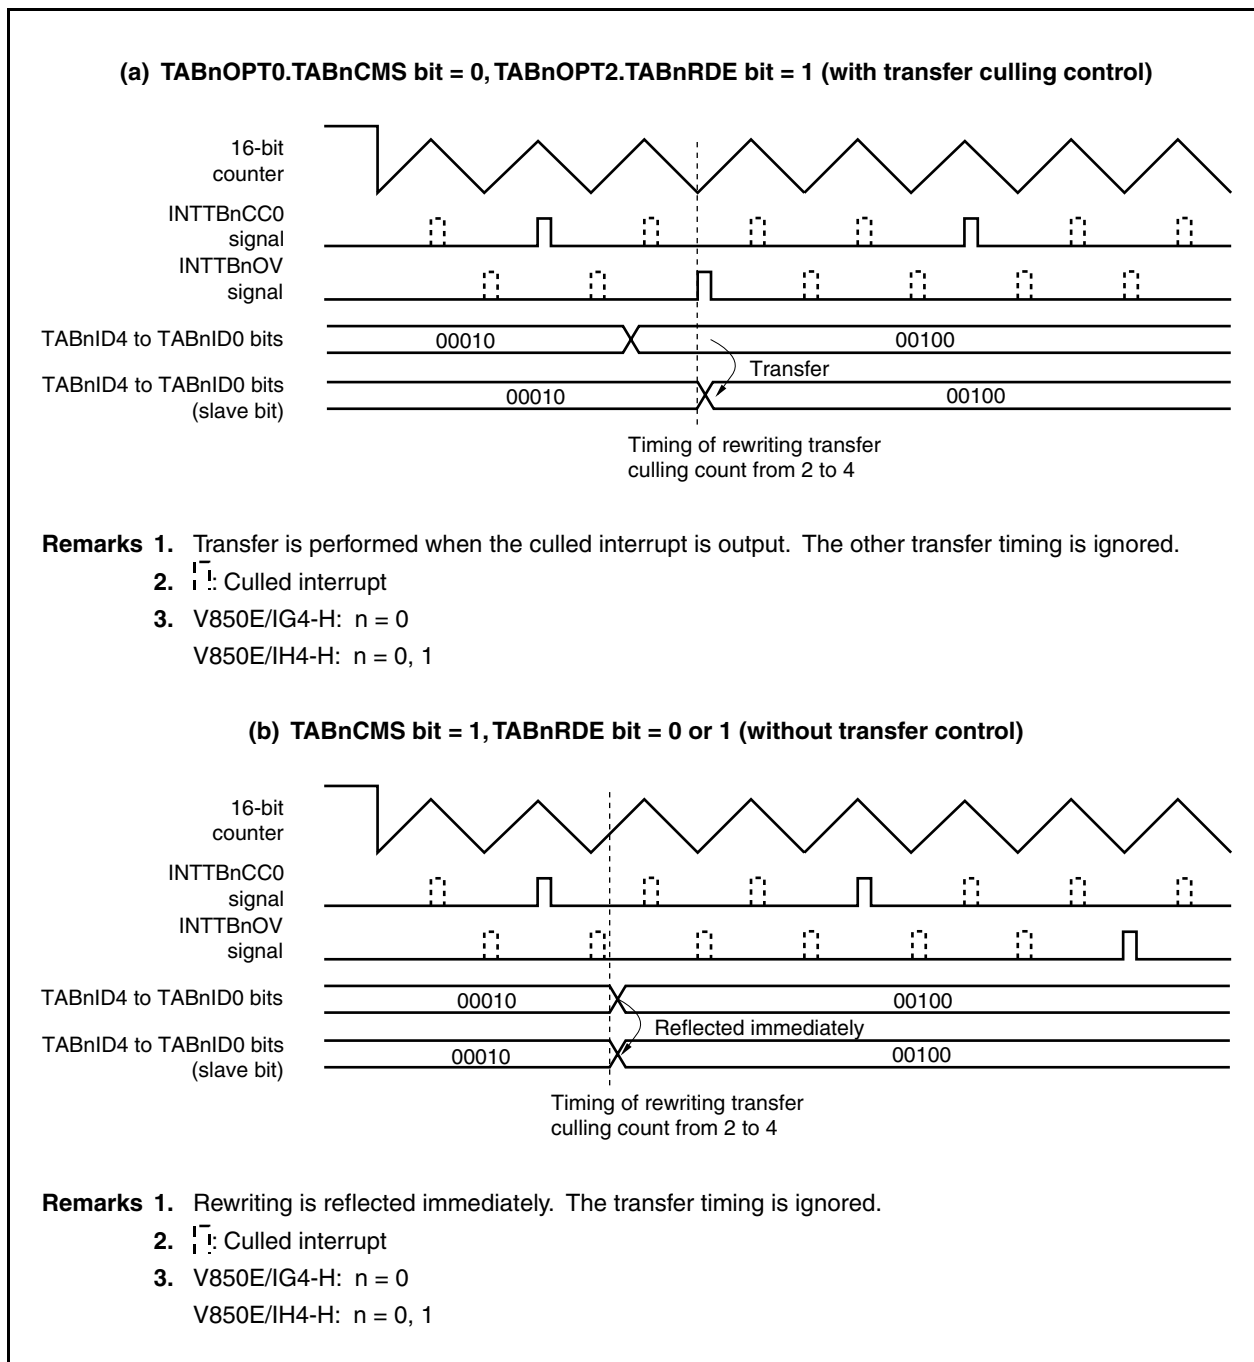 (a) TABnOPT0.TABnCMS bit = 0, TABnOPT2.TABnRDE bit = 1 (with transfer culling control)
16-bit
counter
INTTBnCC0
signal
INTTBnOV
signal
TABnID4 to TABnID0 bits
00010
00100
Transfer
TABnID4 to TABnID0 bits
(slave bit)
00010
00100
Timing of rewriting transfer
culling count from 2 to 4
Remarks 1. Transfer is performed when the culled interrupt is output. The other transfer timing is ignored.
2. : Culled interrupt
3. V850E/IG4-H: n = 0
V850E/IH4-H: n = 0, 1
(b) TABnCMS bit = 1, TABnRDE bit = 0 or 1 (without transfer control)
16-bit
counter
INTTBnCC0
signal
INTTBnOV
signal
TABnID4 to TABnID0 bits
00010
00100
Reflected immediately
TABnID4 to TABnID0 bits
(slave bit)
00010
00100
Timing of rewriting transfer
culling count from 2 to 4
Remarks 1. Rewriting is reflected immediately. The transfer timing is ignored.
2. : Culled interrupt
3. V850E/IG4-H: n = 0
V850E/IH4-H: n = 0, 1